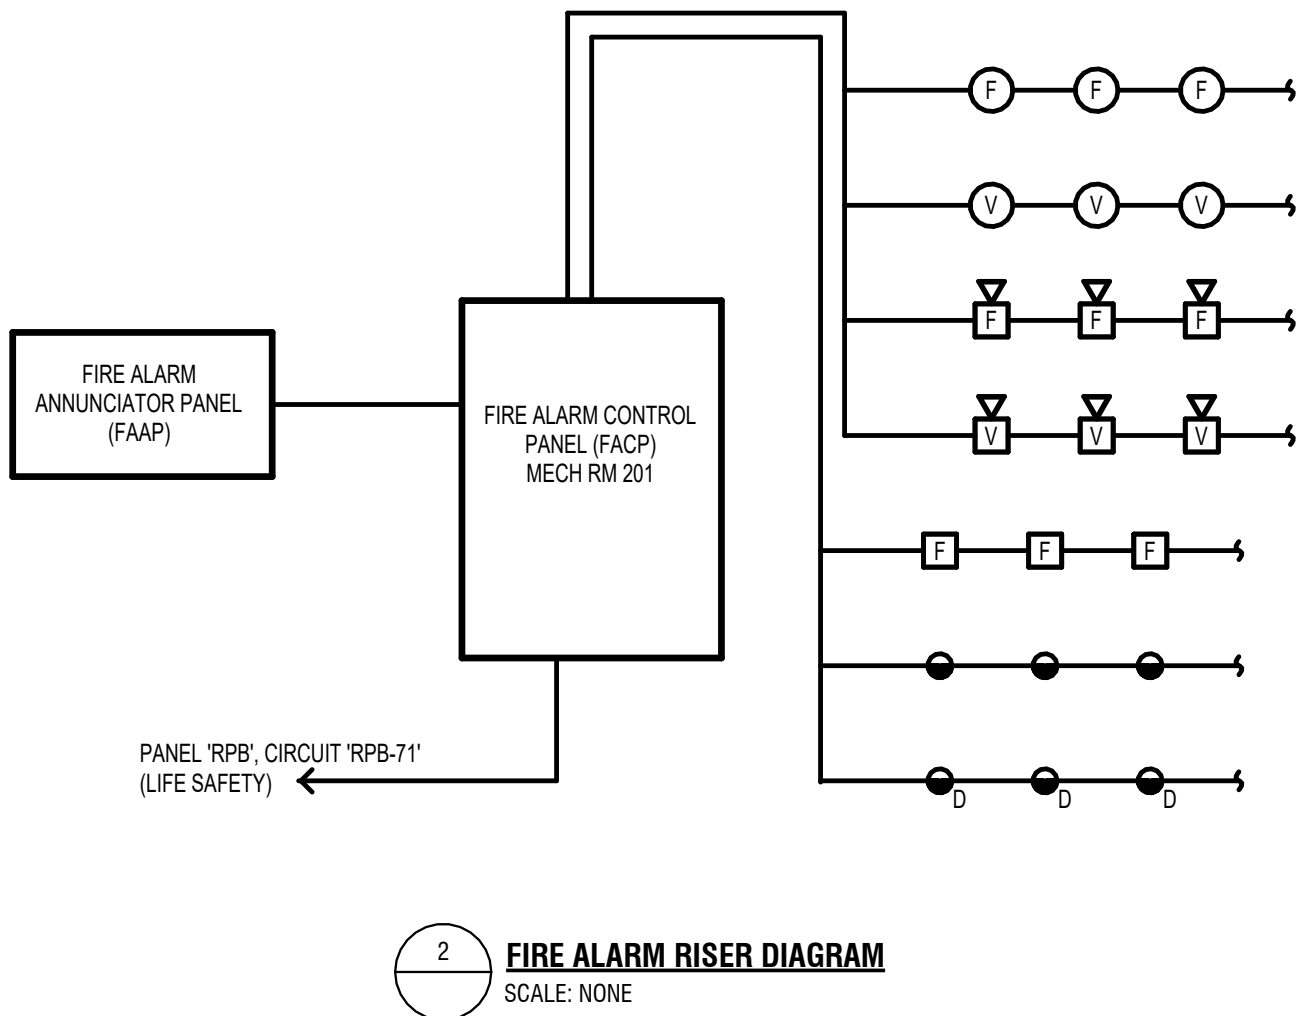 F F F
V V V
F F F
V V V
FIRE ALARM
ANNUNCIATOR PANEL
(FAAP)
FIRE ALARM CONTROL
PANEL (FACP)
MECH RM 201
F F F
PANEL 'RPB', CIRCUIT 'RPB-71'
(LIFE SAFETY)
D D D
2
FIRE ALARM RISER DIAGRAM
SCALE: NONE